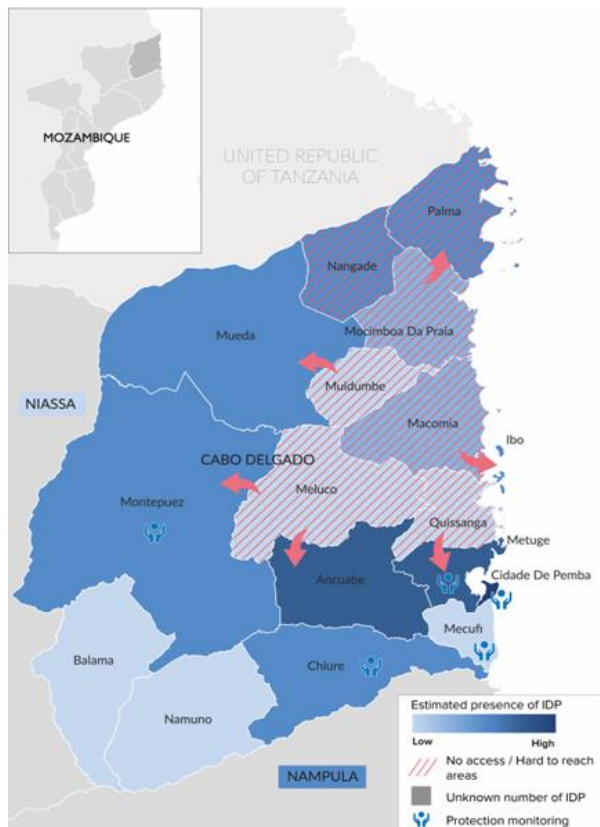 MOZAMBIQUE
UNITED REPUBLIC
OF TANZANIA
Palma
Nangade
Mueda
Mocimboa Da Praia
Muidumbe
NIASSA
Macomia
Ibo
CABO DELGADO
Meluco
Montepuez
Quissanga
Metuge
Ancuabe
Cidade De Pemba
Mecufi
Balama
Chiure
Namuno
NAMPULA
Estimated presence of IDP
Low High
No access / Hard to reach
areas
Unknown number of IDP
Protection monitoring